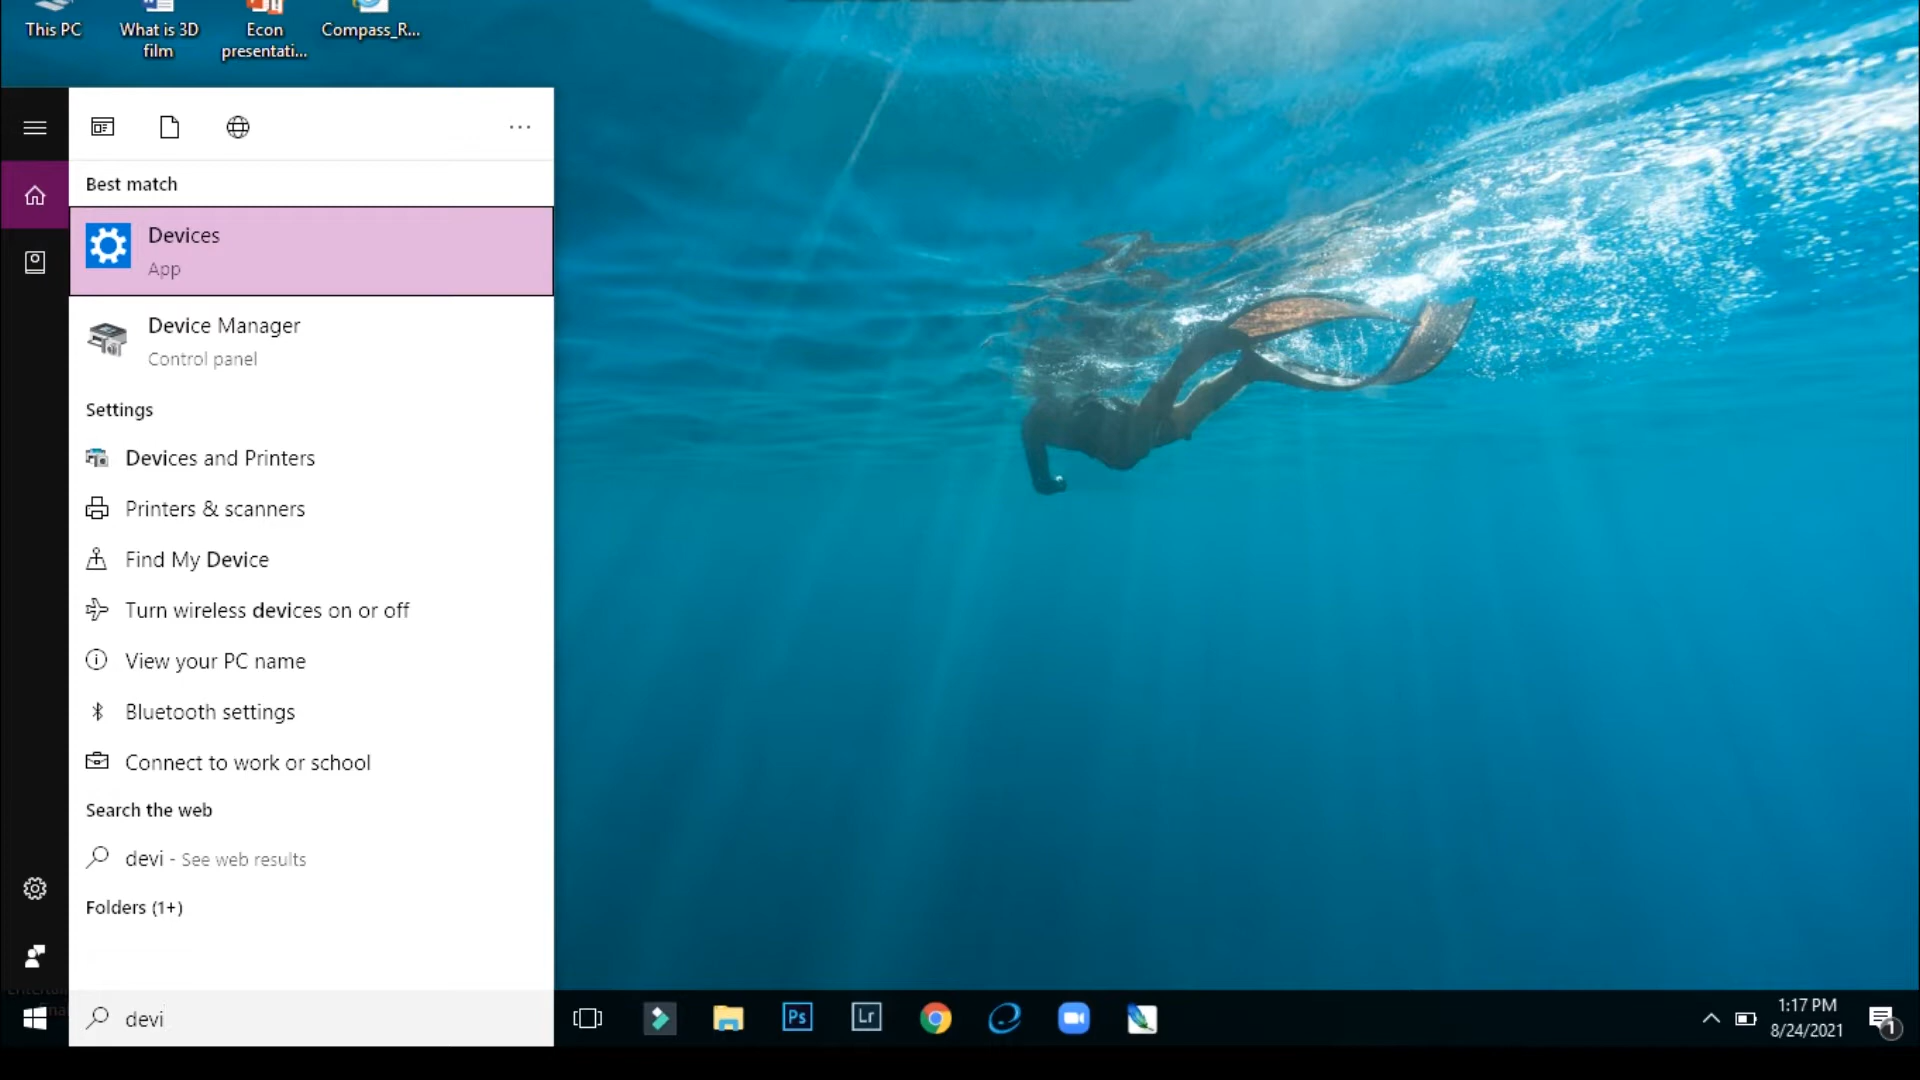 This PC
What is 3D
film
Econ
presentati...
Compass_R...
Best match
Devices
App
Device Manager
Control panel
Settings
Devices and Printers
Printers & scanners
Find My Device
Turn wireless devices on or off
View your PC name
Bluetooth settings
Connect to work or school
Search the web
devi - See web results
Folders (1+)
devi
Ps
Lr
1:17 PM
8/24/2021
1